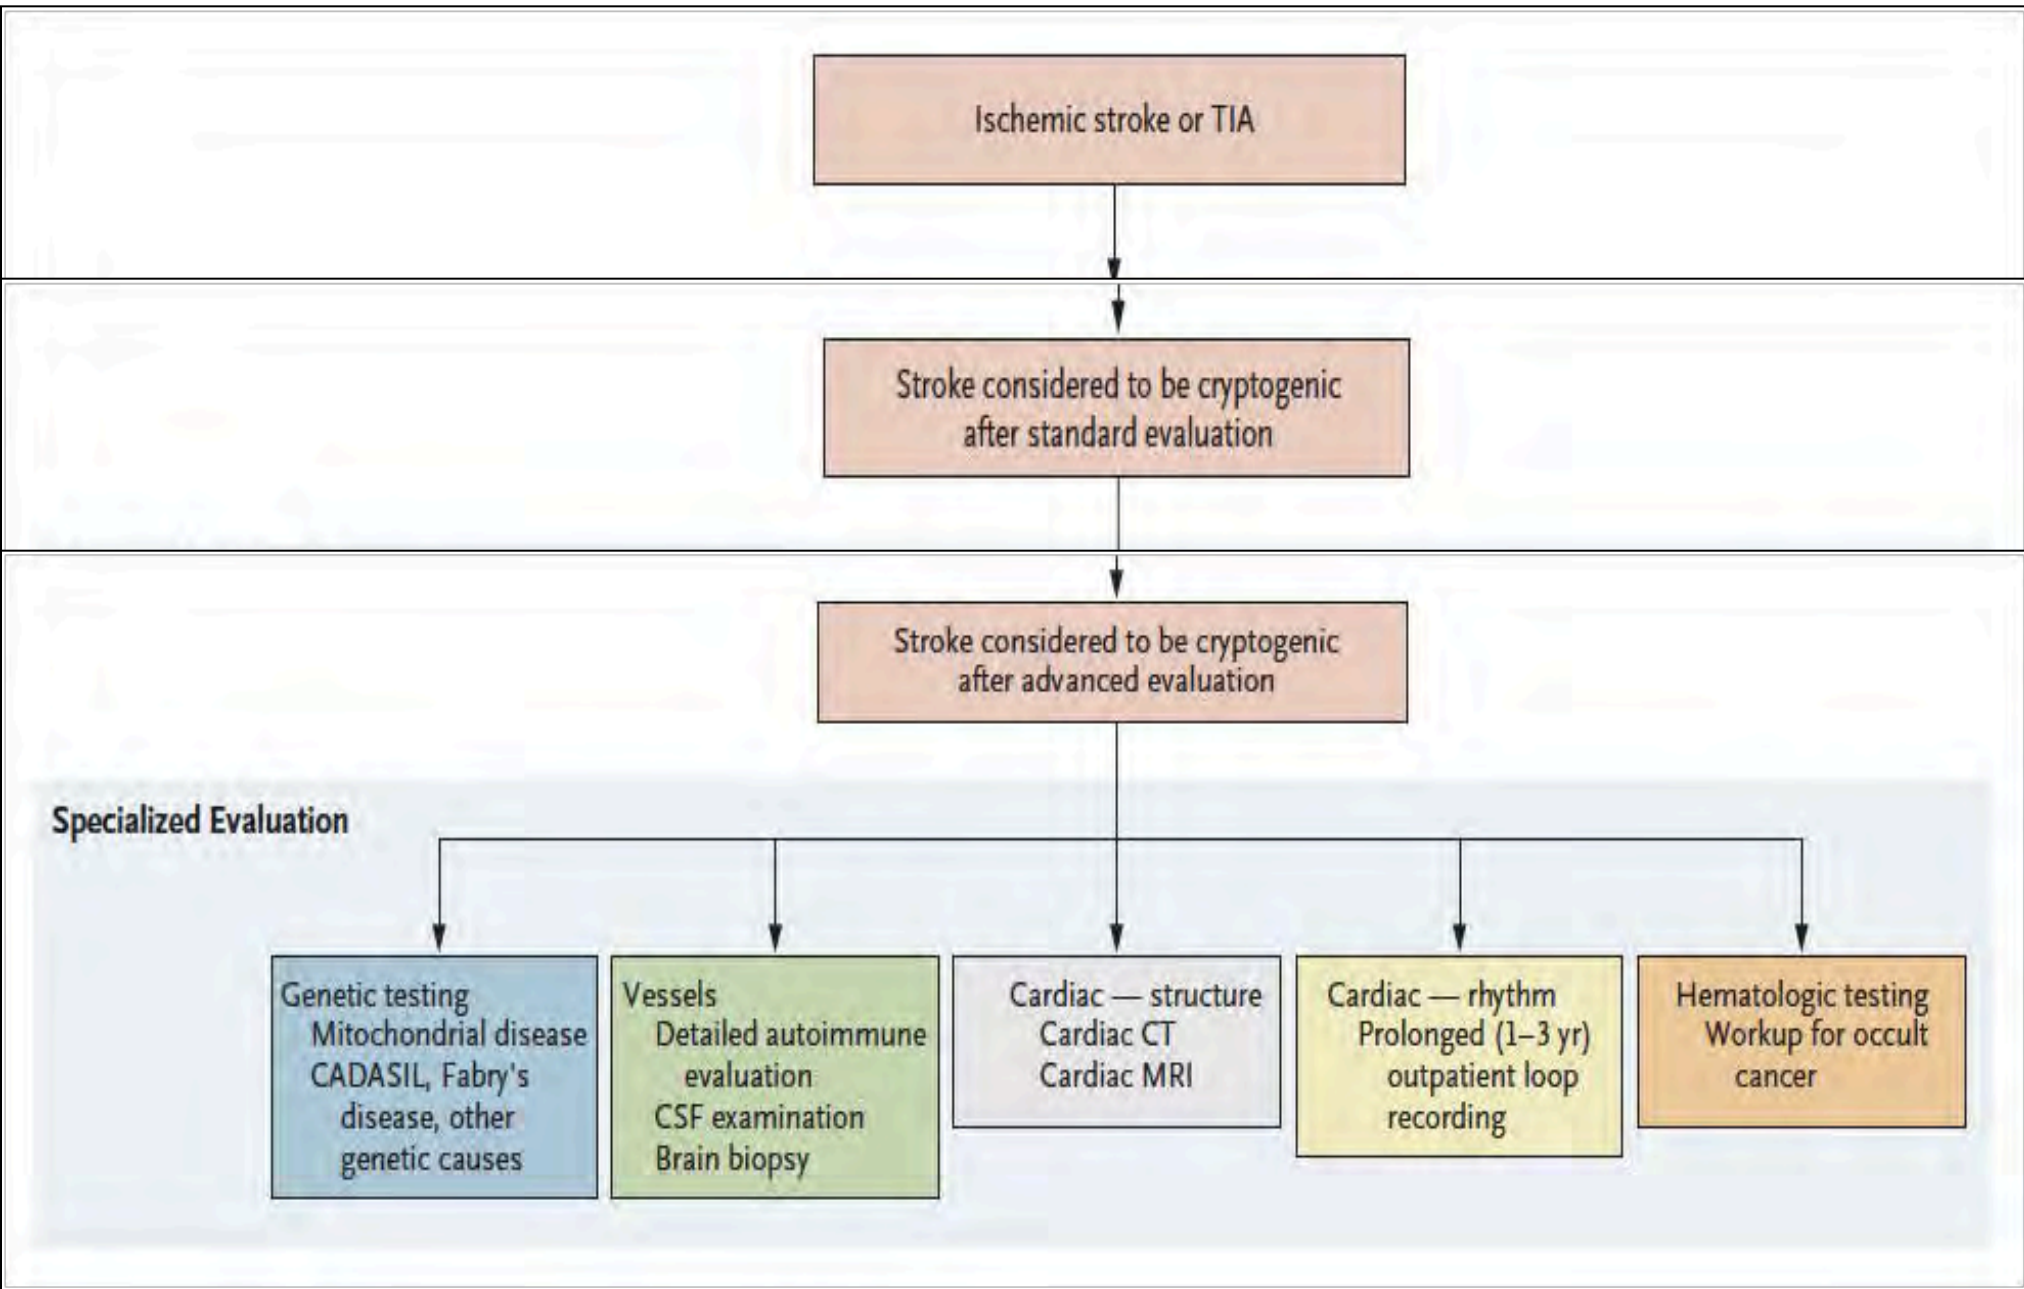 Ischemic stroke or TIA
Stroke considered to be cryptogenic
after standard evaluation
Stroke considered to be cryptogenic
after advanced evaluation
Specialized Evaluation
Genetic testing
Mitochondrial disease
CADASIL, Fabry's
disease, other
genetic causes
Vessels
Detailed autoimmune
evaluation
CSF examination
Brain biopsy
Cardiac — structure
Cardiac CT
Cardiac MRI
Cardiac — rhythm
Prolonged (1–3 yr)
outpatient loop
recording
Hematologic testing
Workup for occult
cancer